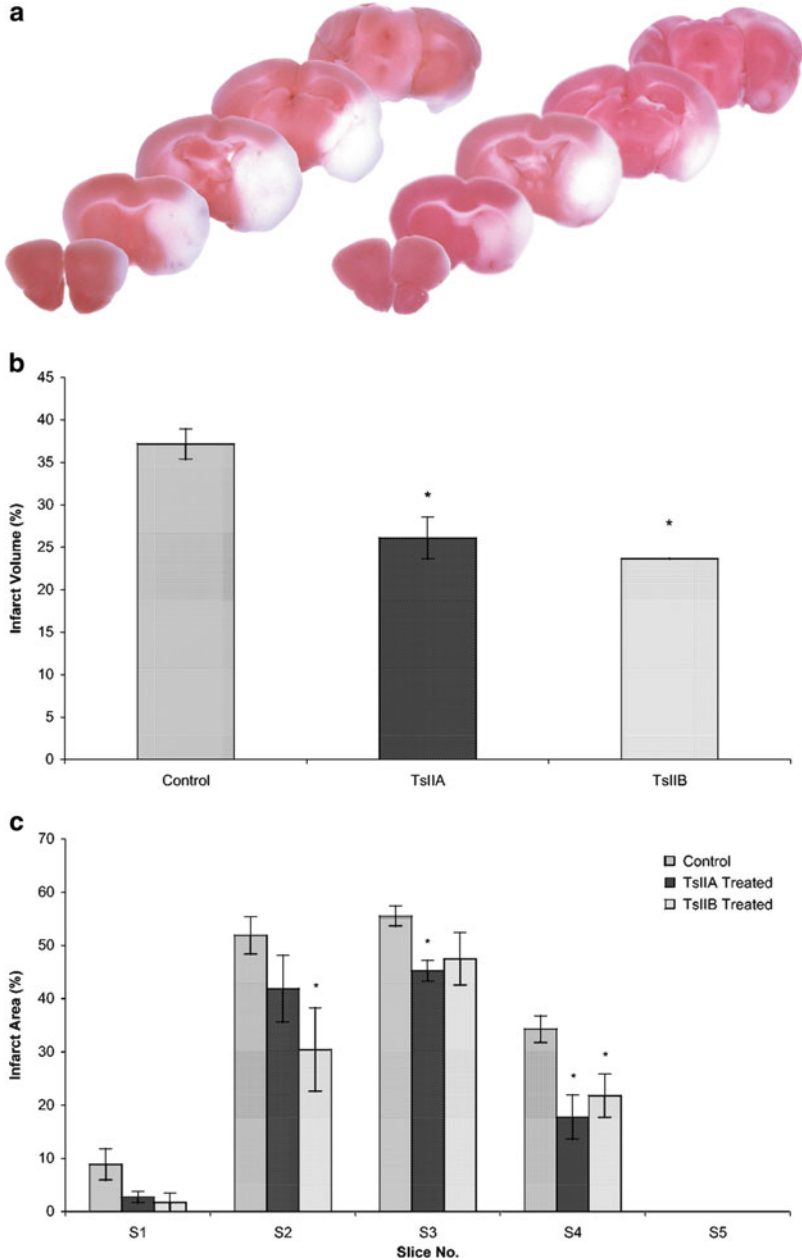 a
b
45
40
35
30
25
20
15
10
5
0
Infarct Volume (%)
*
*
Control
TsIIA
TsIIB
c
70
60
50
40
30
20
10
0
Infarct Area (%)
Control
TsIIA Treated
TsIIB Treated
*
*
*
*
S1
S2
S3
S4
S5
Slice No.